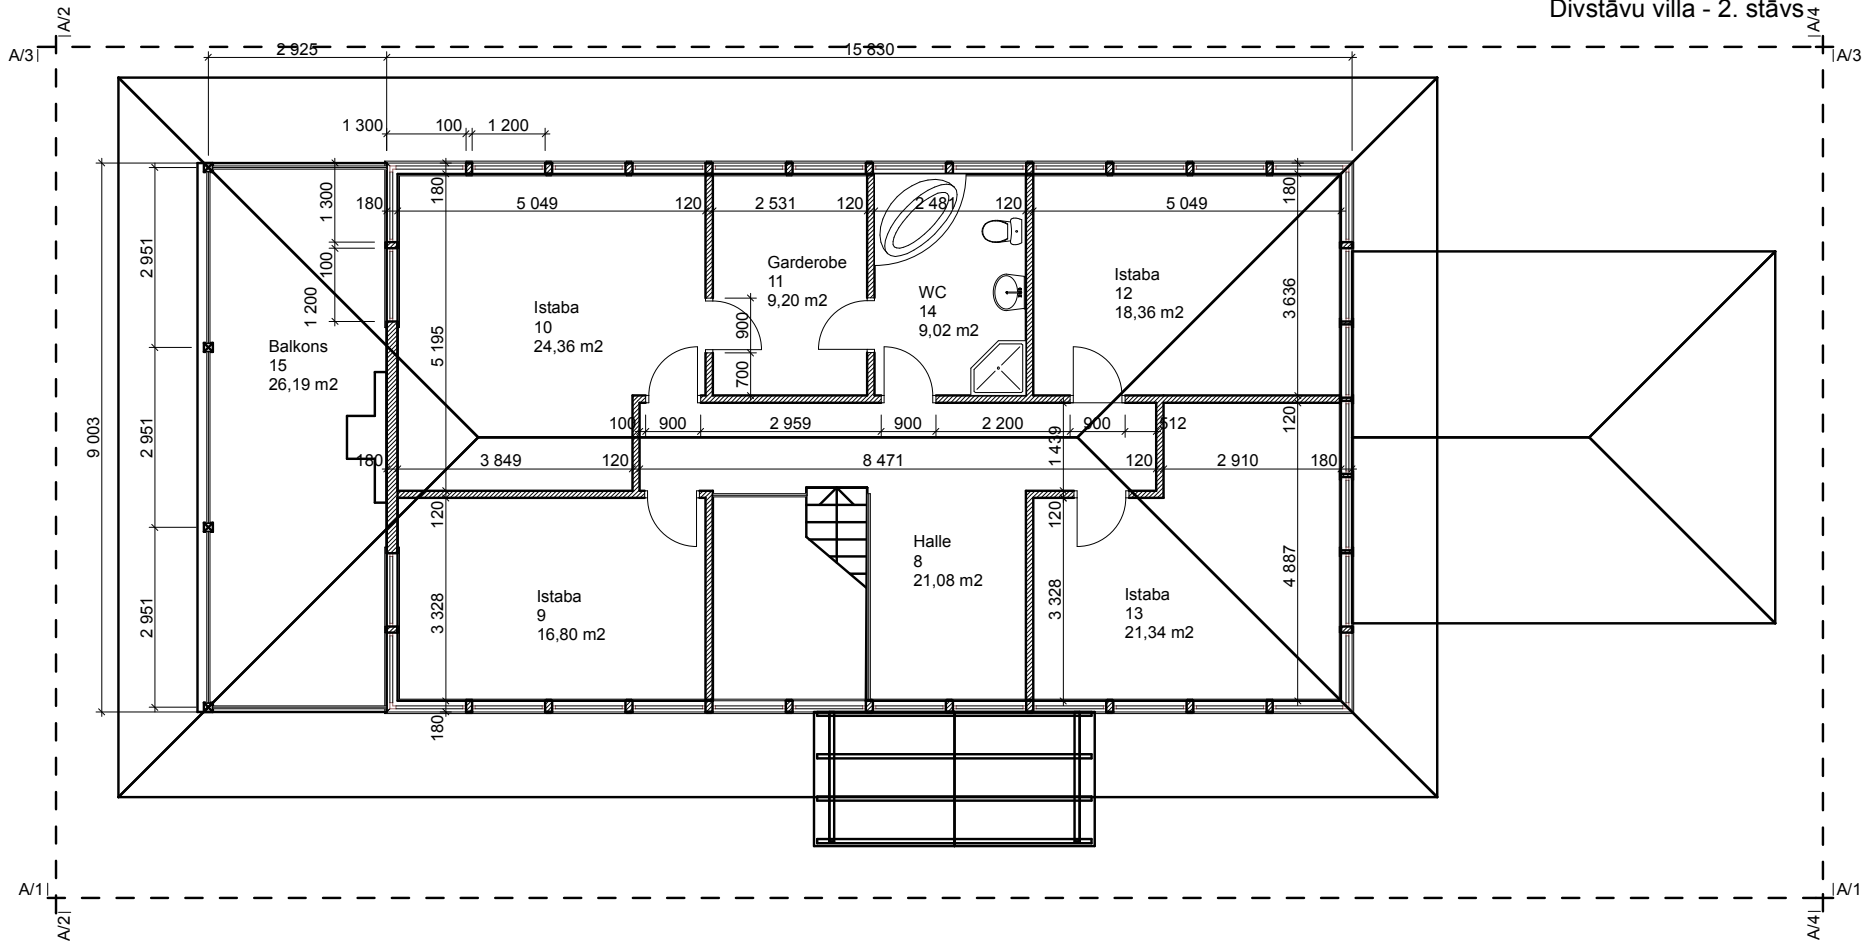 Divstāvu villa - 2. stāvs
A/2
A/4
A/3
A/3
2 925
15 830
1 300
100
1 200
180
5 049
120
2 531
120
2 481
120
5 049
180
180
1 300
100
1 200
2 951
2 951
2 951
9 003
Garderobe
11
9,20 m2
Istaba
12
18,36 m2
WC
14
9,02 m2
Istaba
10
24,36 m2
Balkons
15
26,19 m2
900
700
5 195
3 636
100
900
2 959
900
2 200
900
512
1 439
120
180
3 849
120
8 471
120
2 910
180
120
120
Halle
8
21,08 m2
Istaba
9
16,80 m2
Istaba
13
21,34 m2
3 328
3 328
4 887
180
A/1
A/1
A/2
A/4